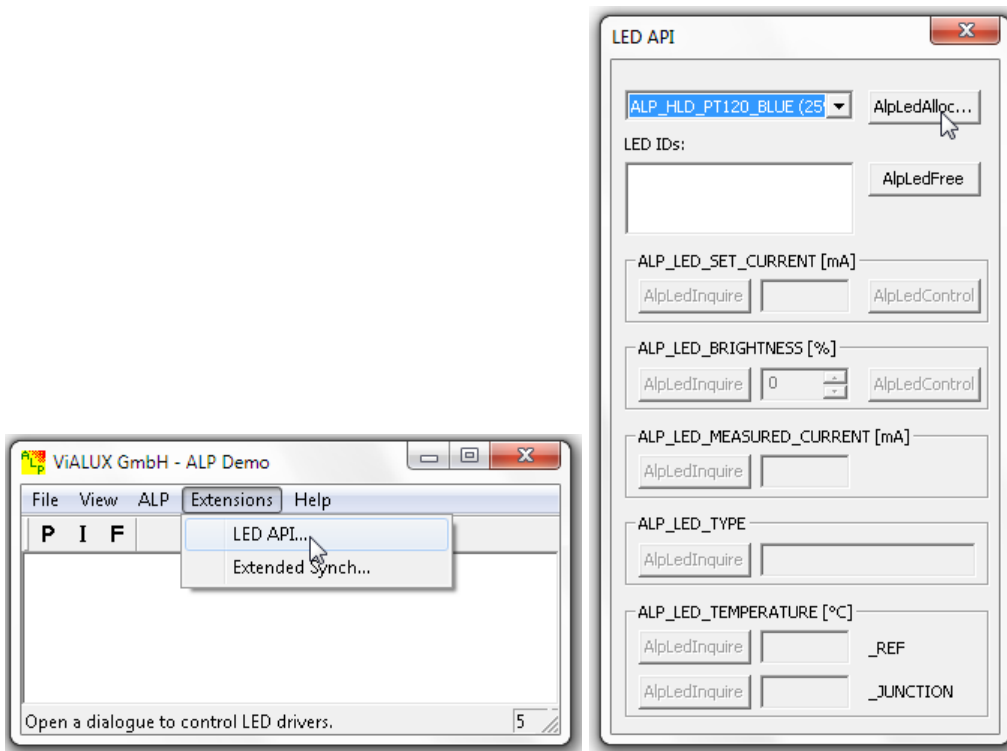 ALP
ViALUX GmbH - ALP Demo
File View ALP Extensions Help
P I F
LED API...
Extended Synch...
Open a dialogue to control LED drivers.
5
LED API
ALP_HLD_PT120_BLUE (25
AlpLedAlloc...
LED IDs:
AlpLedFree
ALP_LED_SET_CURRENT [mA]
AlpLedInquire AlpLedControl
ALP_LED_BRIGHTNESS [%]
AlpLedInquire 0 AlpLedControl
ALP_LED_MEASURED_CURRENT [mA]
AlpLedInquire
ALP_LED_TYPE
AlpLedInquire
ALP_LED_TEMPERATURE [°C]
AlpLedInquire _REF
AlpLedInquire _JUNCTION